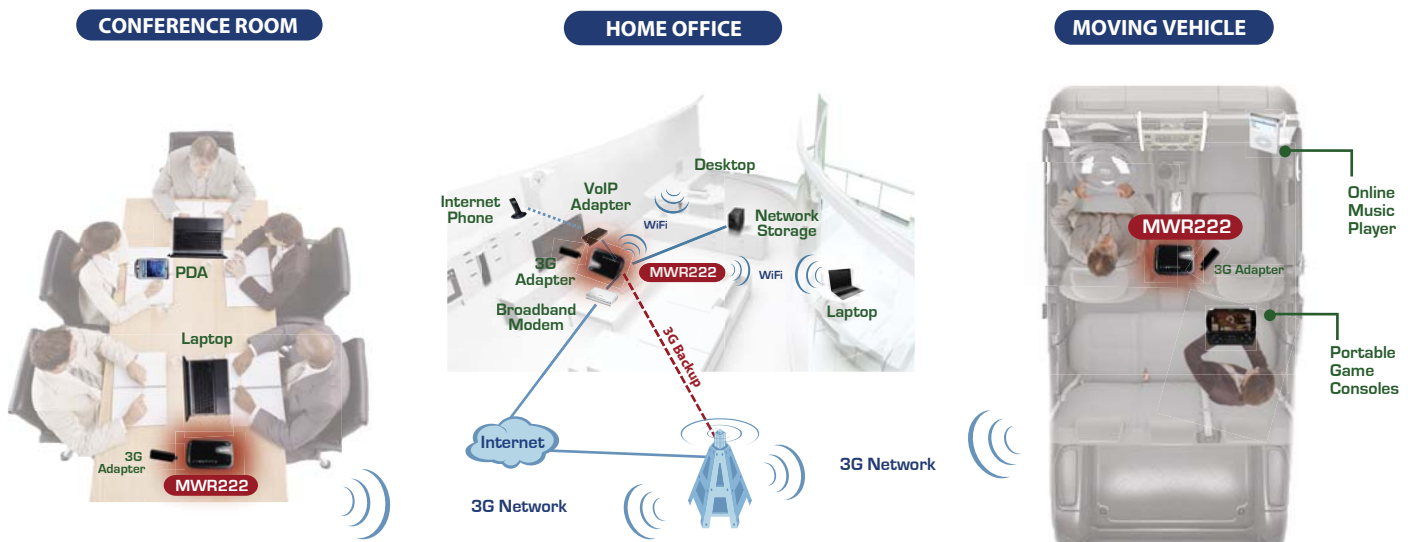 CONFERENCE ROOM
PDA
Laptop
3G
Adapter
MWR222
HOME OFFICE
Desktop
VoIP
Adapter
Internet
Phone
WiFi
Network
Storage
3G
Adapter
MWR222
WiFi
Broadband
Modem
Laptop
3G Backup
Internet
3G Network
3G Network
MOVING VEHICLE
Online
Music
Player
MWR222
3G Adapter
Portable
Game
Consoles